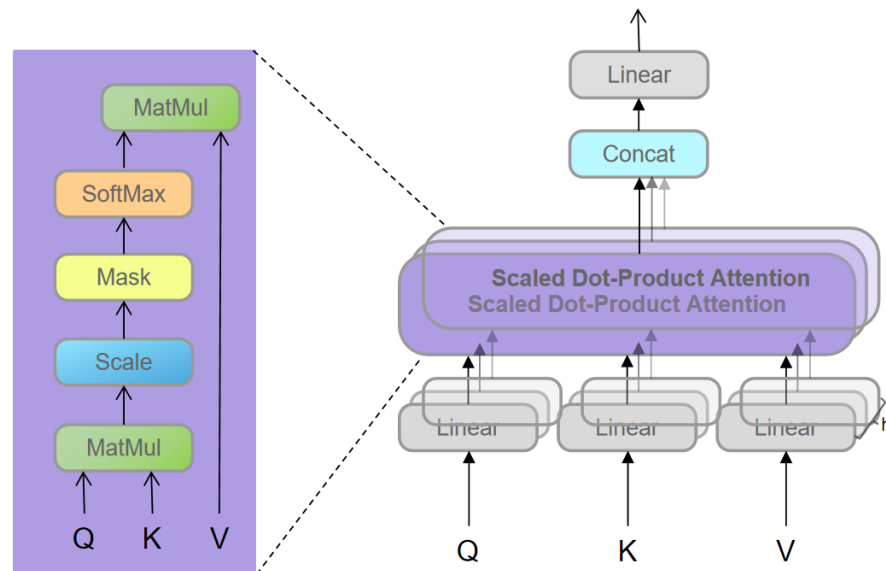 MatMul
SoftMax
Mask
Scale
MatMul
Q K V
Linear
Concat
Scaled Dot-Product Attention
Scaled Dot-Product Attention
Linear Linear Linear h
Q K V